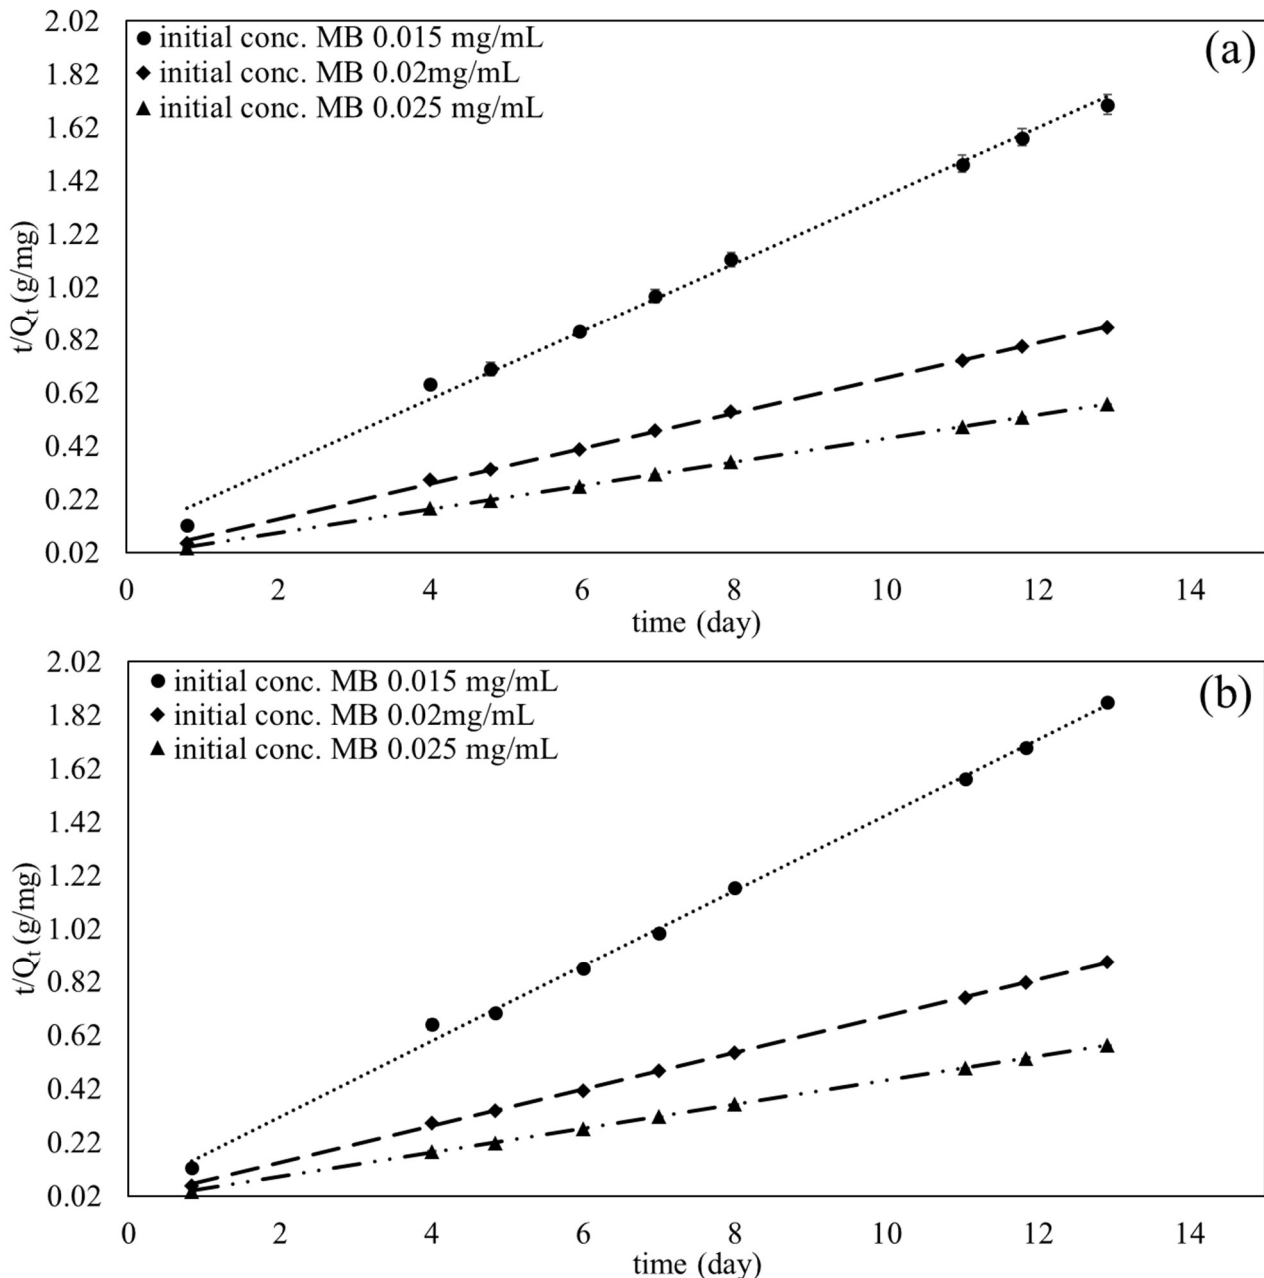 (a)
initial conc. MB 0.015 mg/mL
initial conc. MB 0.02mg/mL
initial conc. MB 0.025 mg/mL
t/Qt (g/mg)
2.02
1.82
1.62
1.42
1.22
1.02
0.82
0.62
0.42
0.22
0.02
0 2 4 6 8 10 12 14
time (day)
(b)
initial conc. MB 0.015 mg/mL
initial conc. MB 0.02mg/mL
initial conc. MB 0.025 mg/mL
t/Qt (g/mg)
2.02
1.82
1.62
1.42
1.22
1.02
0.82
0.62
0.42
0.22
0.02
0 2 4 6 8 10 12 14
time (day)